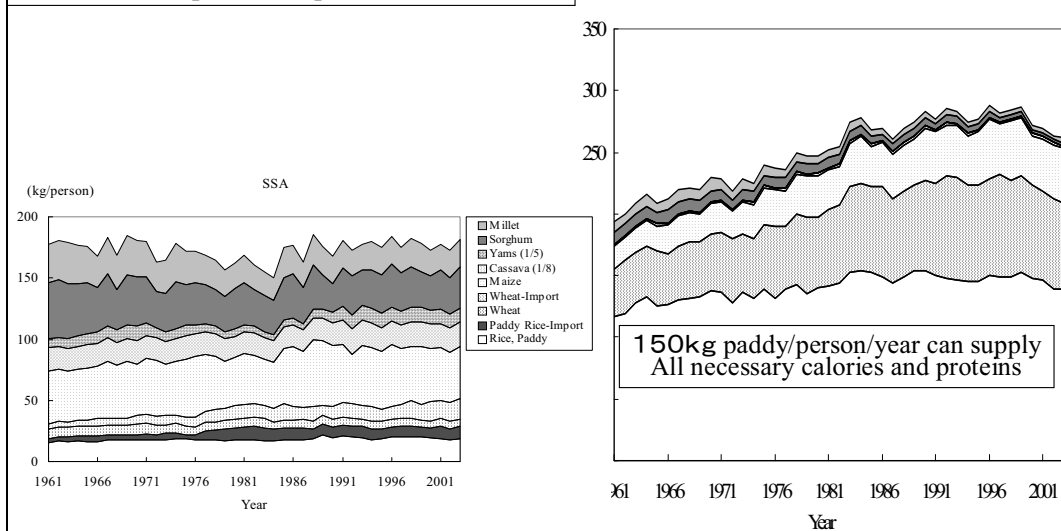 SSA
(kg/person)
200
150
100
50
0
1961 1966 1971 1976 1981 1986 1991 1996 2001
Year
Millet
Sorghum
Yams (1/5)
Cassava (1/8)
Maize
Wheat-Import
Wheat
Paddy Rice-Import
Rice, Paddy
350
300
250
150kg paddy/person/year can supply
All necessary calories and proteins
961 1966 1971 1976 1981 1986 1991 1996 2001
Year